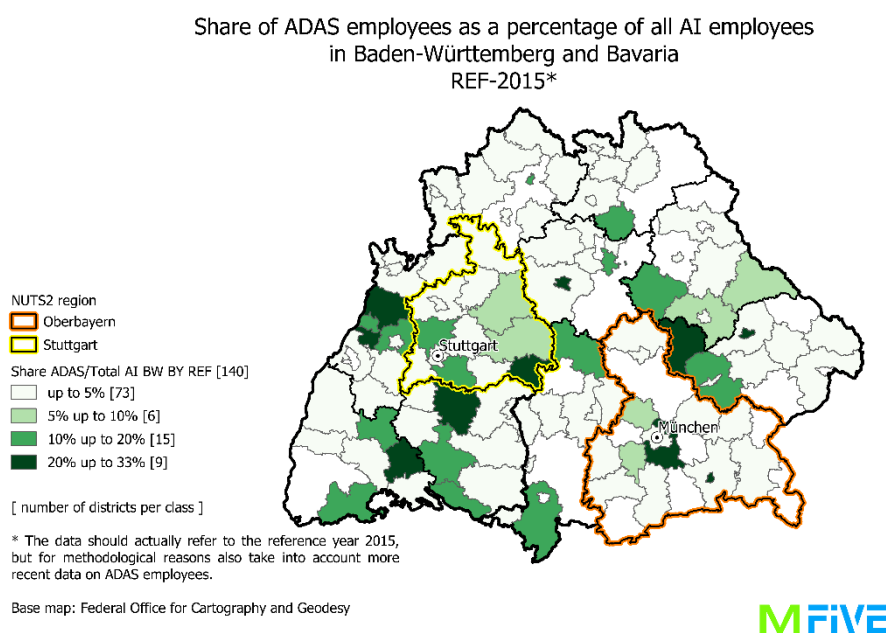 Share of ADAS employees as a percentage of all AI employees
in Baden-Württemberg and Bavaria
REF-2015*
NUTS2 region
Oberbayern
Stuttgart
Share ADAS/Total AI BW BY REF [140]
up to 5% [73]
5% up to 10% [6]
10% up to 20% [15]
20% up to 33% [9]
[ number of districts per class ]
* The data should actually refer to the reference year 2015,
but for methodological reasons also take into account more
recent data on ADAS employees.
Base map: Federal Office for Cartography and Geodesy
Stuttgart
München
MFIVE